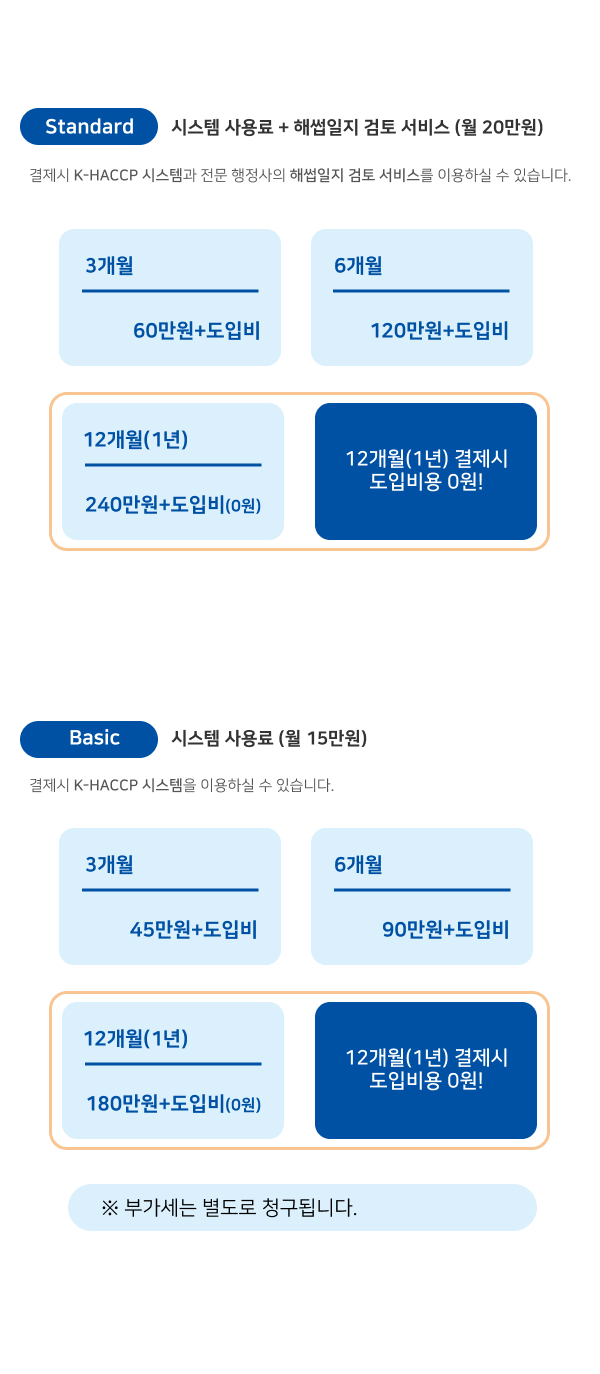 Standard 시스템 사용료 + 해썹일지 검토 서비스 (월 20만원)
결제시 K-HACCP 시스템과 전문 행정사의 해썹일지 검토 서비스를 이용하실 수 있습니다.
3개월
60만원+도입비
6개월
120만원+도입비
12개월(1년)
240만원+도입비(0원)
12개월(1년) 결제시
도입비용 0원!
Basic 시스템 사용료 (월 15만원)
결제시 K-HACCP 시스템을 이용하실 수 있습니다.
3개월
45만원+도입비
6개월
90만원+도입비
12개월(1년)
180만원+도입비(0원)
12개월(1년) 결제시
도입비용 0원!
※ 부가세는 별도로 청구됩니다.